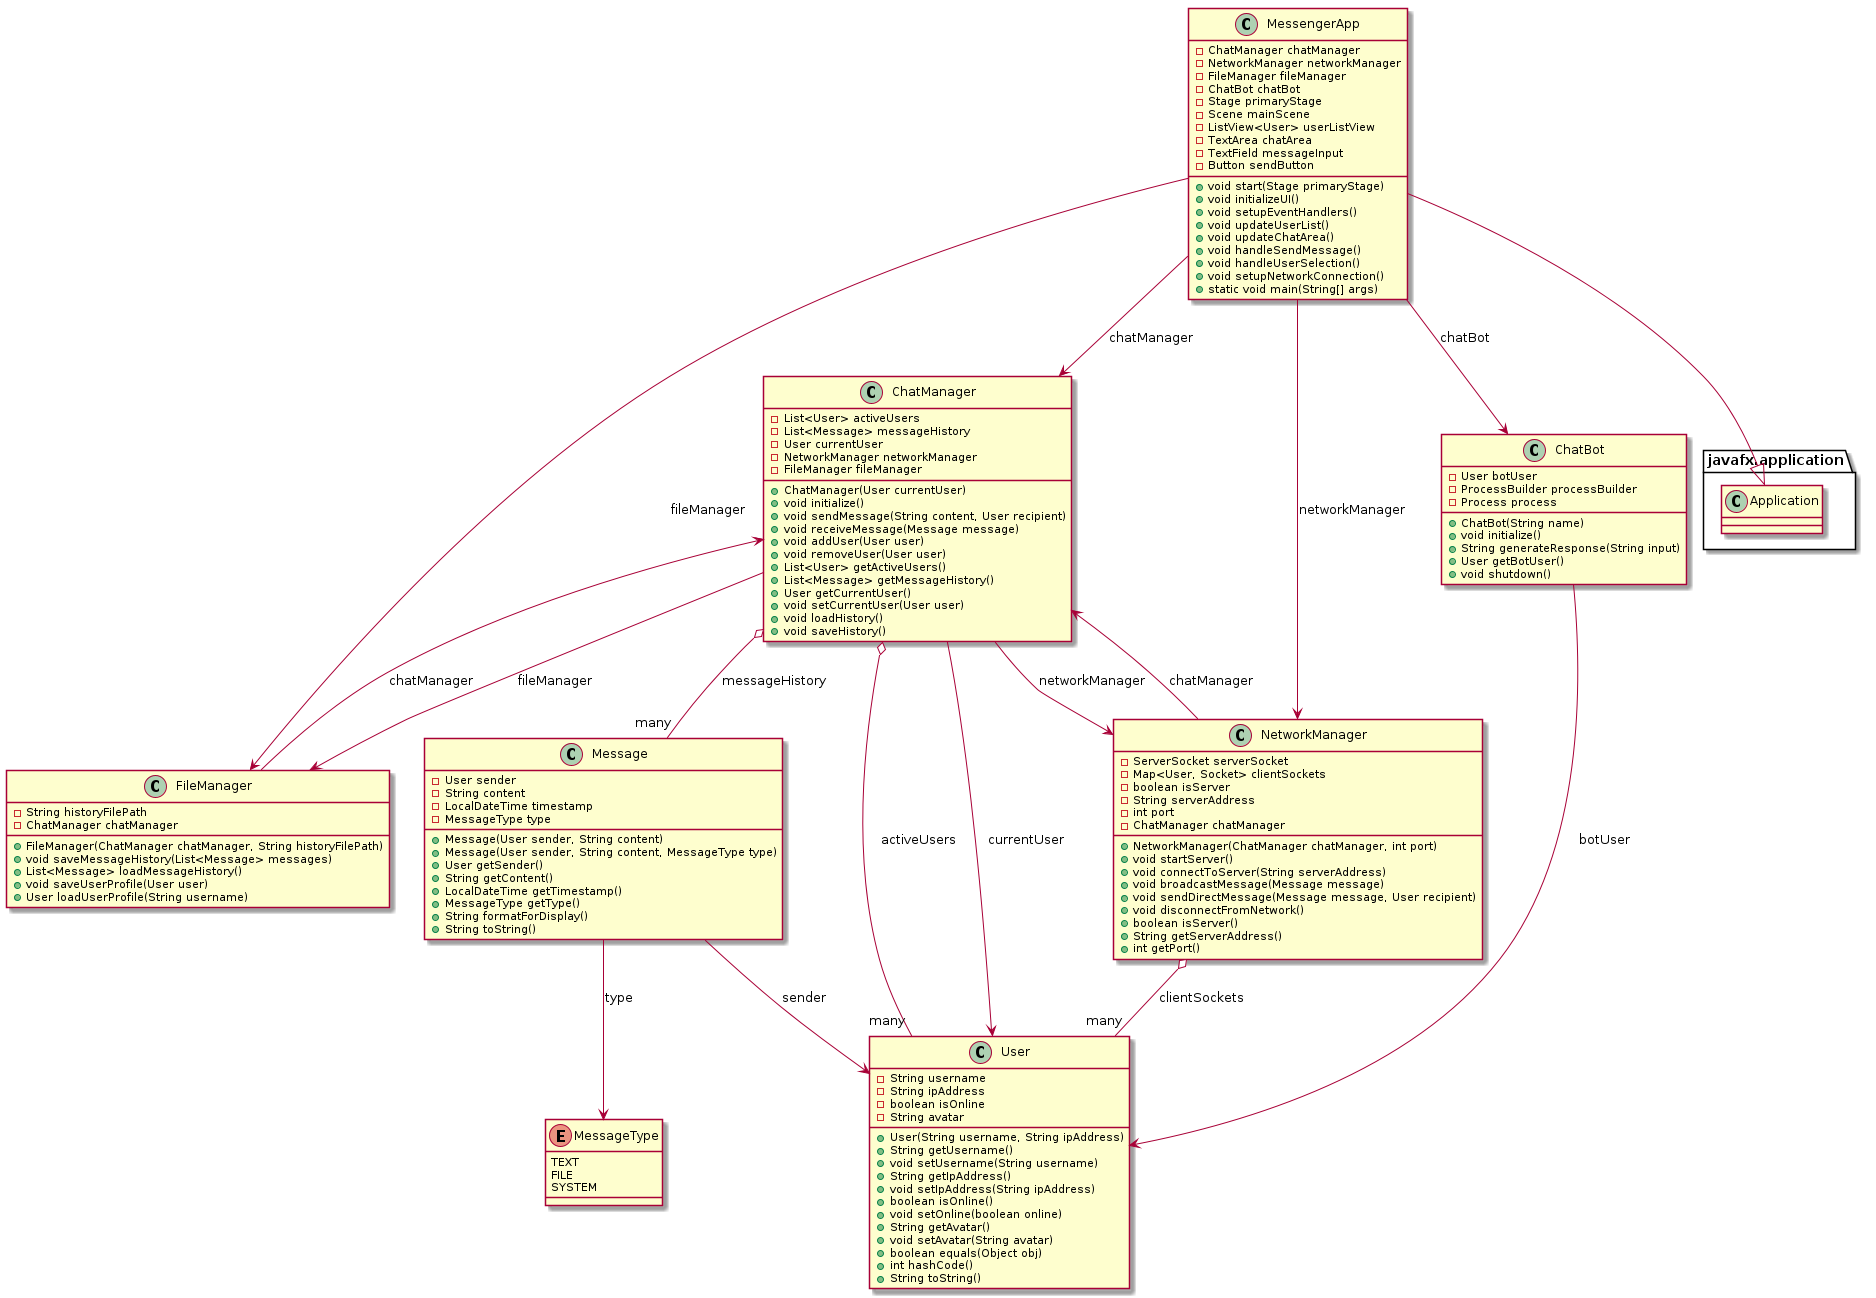 C MessengerApp
ChatManager chatManager
NetworkManager networkManager
FileManager fileManager
ChatBot chatBot
Stage primaryStage
Scene mainScene
ListView<User> userListView
TextArea chatArea
TextField messageInput
Button sendButton
void start(Stage primaryStage)
void initializeUI()
void setupEventHandlers()
void updateUserList()
void updateChatArea()
void handleSendMessage()
void handleUserSelection()
void setupNetworkConnection()
static void main(String[] args)
chatManager
chatBot
fileManager
networkManager
C ChatManager
List<User> activeUsers
List<Message> messageHistory
User currentUser
NetworkManager networkManager
FileManager fileManager
ChatManager(User currentUser)
void initialize()
void sendMessage(String content, User recipient)
void receiveMessage(Message message)
void addUser(User user)
void removeUser(User user)
List<User> getActiveUsers()
List<Message> getMessageHistory()
User getCurrentUser()
void setCurrentUser(User user)
void loadHistory()
void saveHistory()
C ChatBot
User botUser
ProcessBuilder processBuilder
Process process
ChatBot(String name)
void initialize()
String generateResponse(String input)
User getBotUser()
void shutdown()
javafx.application
C Application
chatManager
fileManager
messageHistory
networkManager
chatManager
many
C FileManager
String historyFilePath
ChatManager chatManager
FileManager(ChatManager chatManager, String historyFilePath)
void saveMessageHistory(List<Message> messages)
List<Message> loadMessageHistory()
void saveUserProfile(User user)
User loadUserProfile(String username)
C Message
User sender
String content
LocalDateTime timestamp
MessageType type
Message(User sender, String content)
Message(User sender, String content, MessageType type)
User getSender()
String getContent()
LocalDateTime getTimestamp()
MessageType getType()
String formatForDisplay()
String toString()
activeUsers
currentUser
C NetworkManager
ServerSocket serverSocket
Map<User, Socket> clientSockets
boolean isServer
String serverAddress
int port
ChatManager chatManager
NetworkManager(ChatManager chatManager, int port)
void startServer()
void connectToServer(String serverAddress)
void broadcastMessage(Message message)
void sendDirectMessage(Message message, User recipient)
void disconnectFromNetwork()
boolean isServer()
String getServerAddress()
int getPort()
botUser
type
sender
clientSockets
many
many
E MessageType
TEXT
FILE
SYSTEM
C User
String username
String ipAddress
boolean isOnline
String avatar
User(String username, String ipAddress)
String getUsername()
void setUsername(String username)
String getIpAddress()
void setIpAddress(String ipAddress)
boolean isOnline()
void setOnline(boolean online)
String getAvatar()
void setAvatar(String avatar)
boolean equals(Object obj)
int hashCode()
String toString()